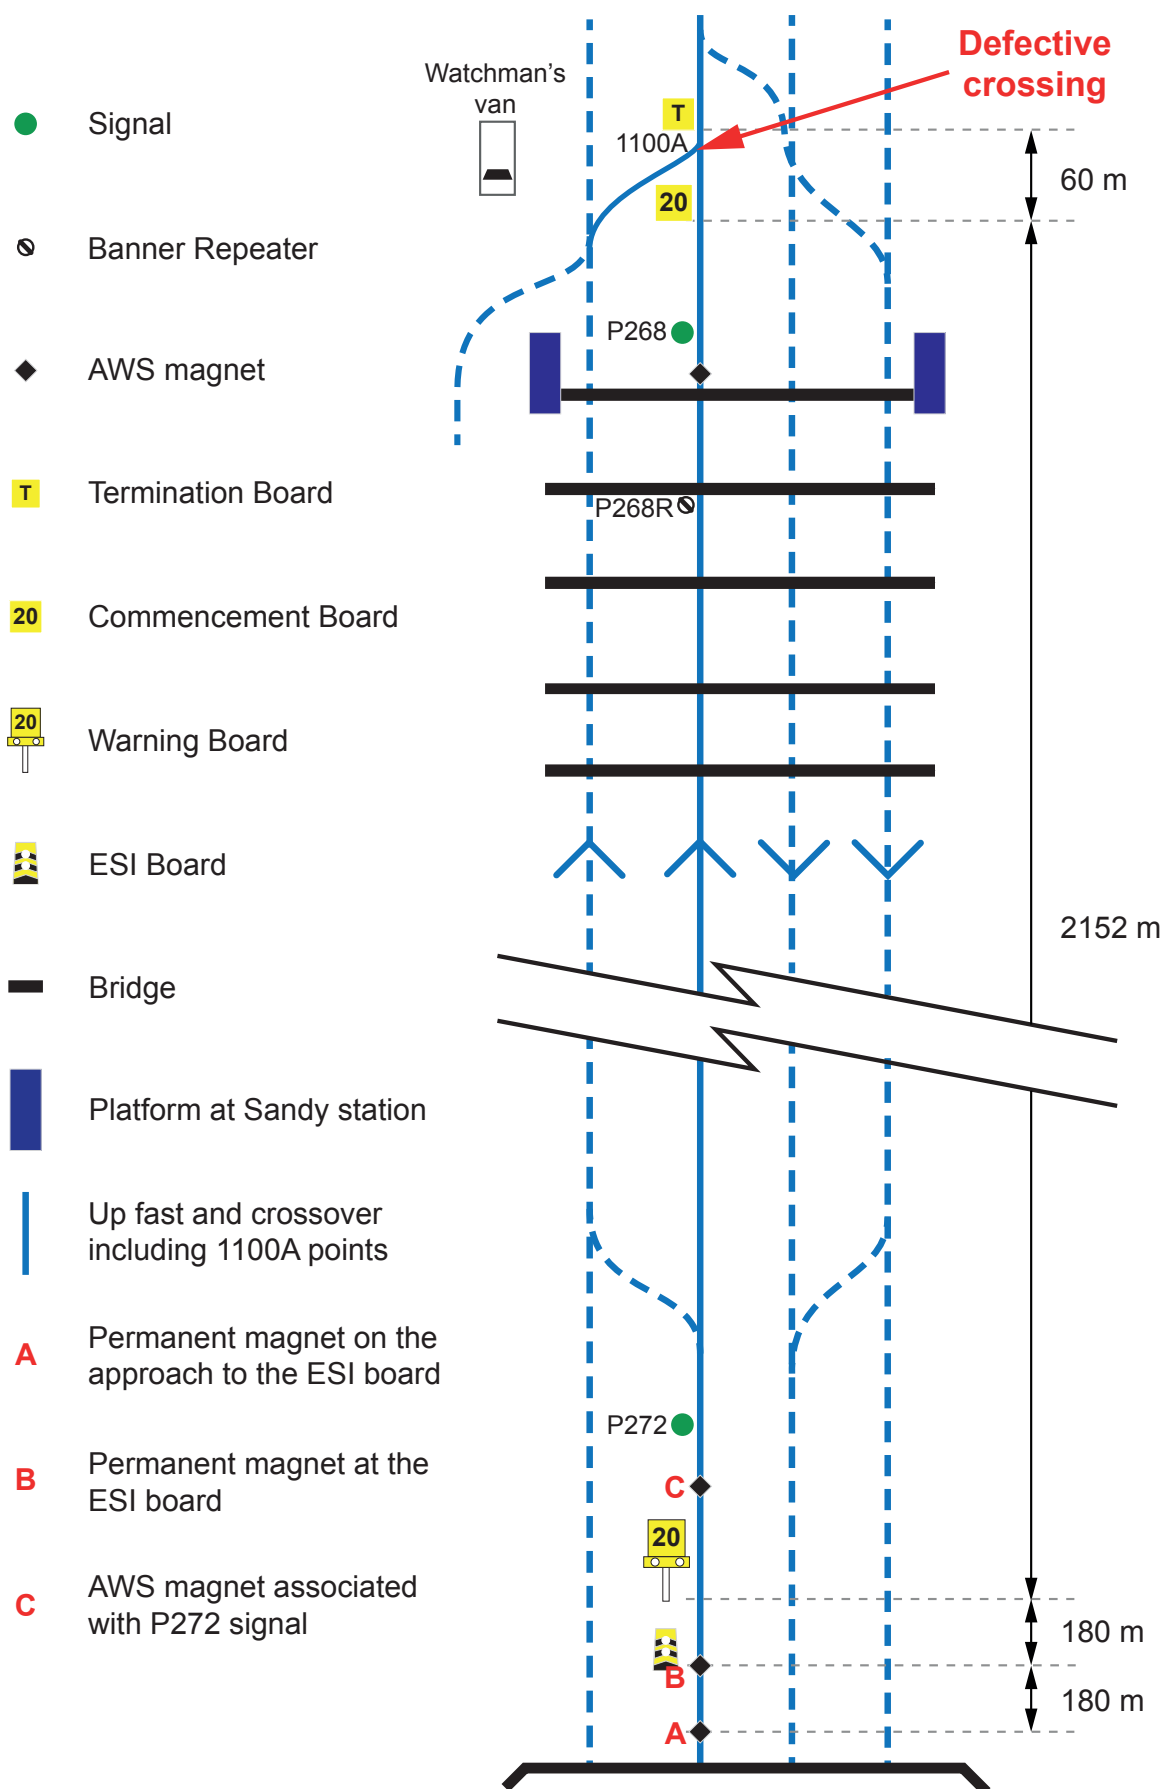 Signal
Banner Repeater
AWS magnet
T
Termination Board
20
Commencement Board
20
Warning Board
ESI Board
Bridge
Platform at Sandy station
Up fast and crossover
including 1100A points
A
Permanent magnet on the
approach to the ESI board
B
Permanent magnet at the
ESI board
C
AWS magnet associated
with P272 signal
Watchman's
van
Defective
crossing
T
1100A
20
60 m
P268
P268R
2152 m
P272
C
20
180 m
B
180 m
A